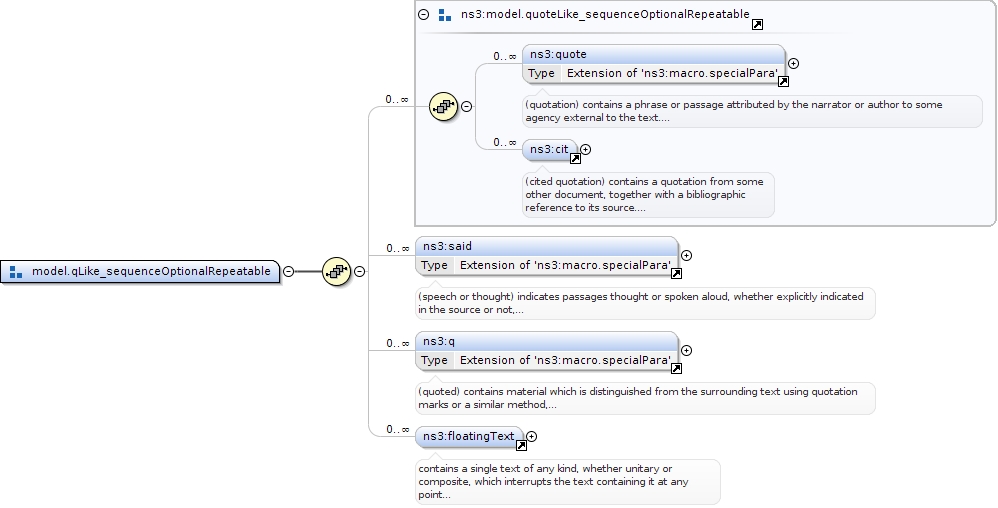 ns3:model.quoteLike_sequenceOptionalRepeatable
0..∞
ns3:quote
Type Extension of 'ns3:macro.specialPara'
(quotation) contains a phrase or passage attributed by the narrator or author to some
agency external to the text....
0..∞
0..∞
ns3:cit
(cited quotation) contains a quotation from some
other document, together with a bibliographic
reference to its source....
0..∞
ns3:said
Type Extension of 'ns3:macro.specialPara'
model.qLike_sequenceOptionalRepeatable
(speech or thought) indicates passages thought or spoken aloud, whether explicitly indicated
in the source or not,...
0..∞
ns3:q
Type Extension of 'ns3:macro.specialPara'
(quoted) contains material which is distinguished from the surrounding text using quotation
marks or a similar method,...
0..∞
ns3:floatingText
contains a single text of any kind, whether unitary or
composite, which interrupts the text containing it at any
point...